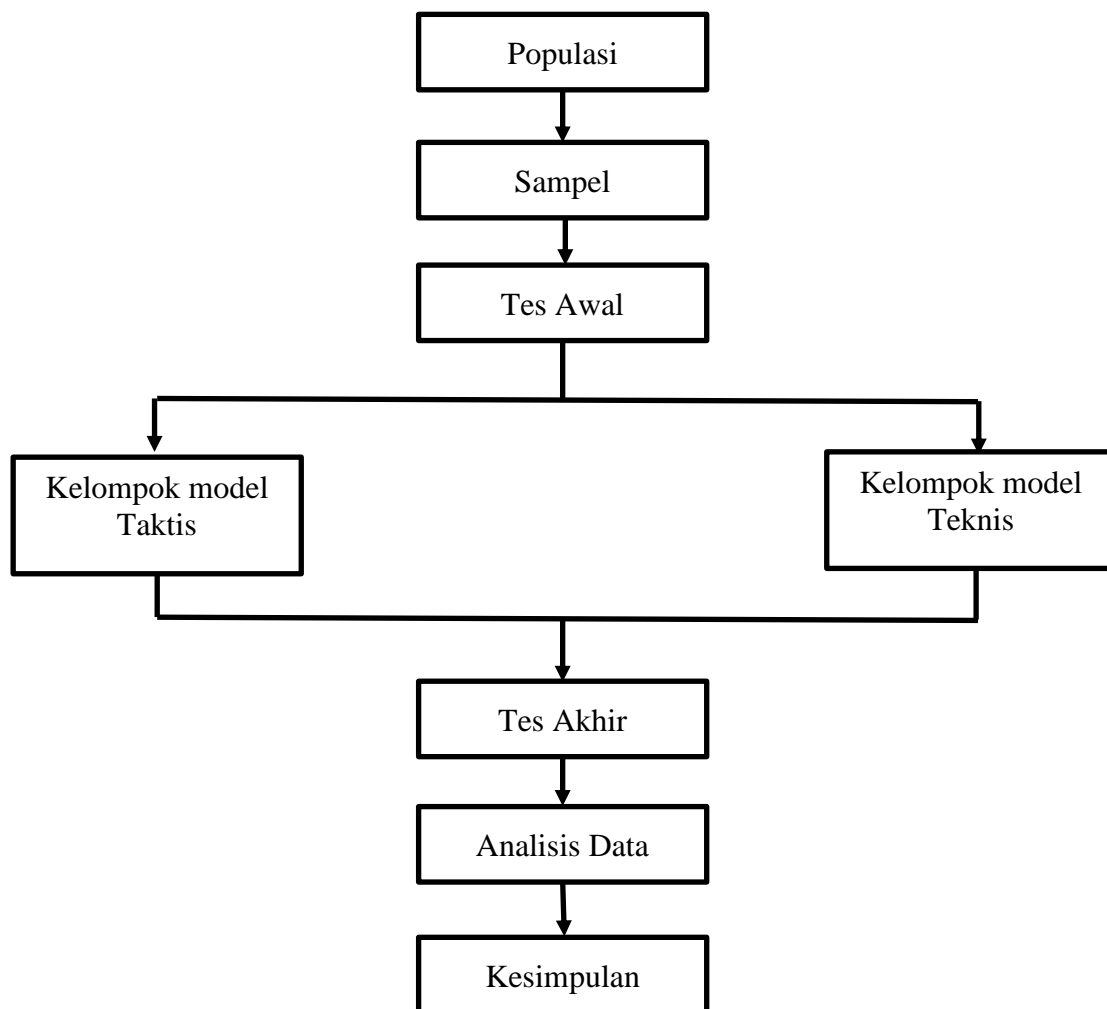 Populasi
Sampel
Tes Awal
Kelompok model
Taktis
Kelompok model
Teknis
Tes Akhir
Analisis Data
Kesimpulan